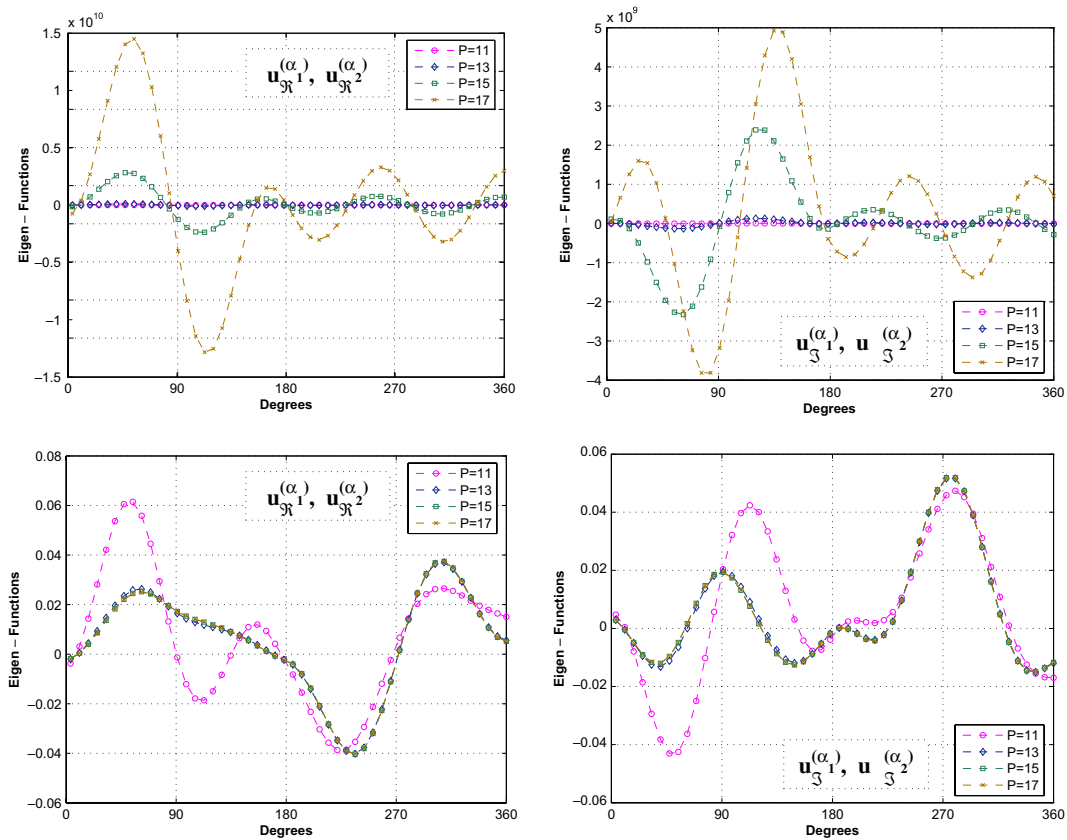 x 10^10
1.5
1
0.5
0
−0.5
−1
−1.5
Eigen – Functions
0 90 180 270 360
Degrees
u_ℜ^(α1), u_ℜ^(α2)
P=11
P=13
P=15
P=17
x 10^9
5
4
3
2
1
0
−1
−2
−3
−4
Eigen – Functions
0 90 180 270 360
Degrees
u_ℑ^(α1), u_ℑ^(α2)
P=11
P=13
P=15
P=17
0.08
0.06
0.04
0.02
0
−0.02
−0.04
−0.06
Eigen – Functions
0 90 180 270 360
Degrees
u_ℜ^(α1), u_ℜ^(α2)
P=11
P=13
P=15
P=17
0.06
0.04
0.02
0
−0.02
−0.04
−0.06
Eigen – Functions
0 90 180 270 360
Degrees
u_ℑ^(α1), u_ℑ^(α2)
P=11
P=13
P=15
P=17